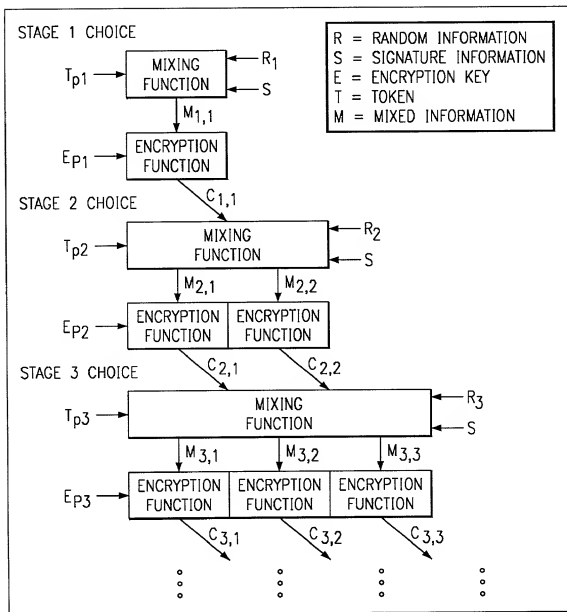 STAGE 1 CHOICE
R = RANDOM INFORMATION
S = SIGNATURE INFORMATION
E = ENCRYPTION KEY
T = TOKEN
M = MIXED INFORMATION
Tp1
MIXING
FUNCTION
R1
S
M1,1
Ep1
ENCRYPTION
FUNCTION
C1,1
STAGE 2 CHOICE
Tp2
MIXING
FUNCTION
R2
S
M2,1
M2,2
Ep2
ENCRYPTION
FUNCTION
ENCRYPTION
FUNCTION
C2,1
C2,2
STAGE 3 CHOICE
Tp3
MIXING
FUNCTION
R3
S
M3,1
M3,2
M3,3
Ep3
ENCRYPTION
FUNCTION
ENCRYPTION
FUNCTION
ENCRYPTION
FUNCTION
C3,1
C3,2
C3,3